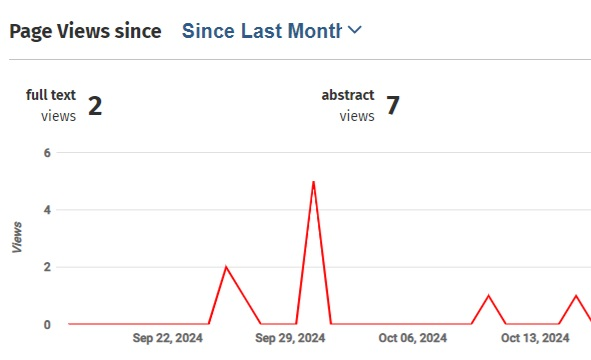 Page Views since Since Last Month
full text
views 2
abstract
views 7
6
4
2
0
Views
Sep 22, 2024 Sep 29, 2024 Oct 06, 2024 Oct 13, 2024